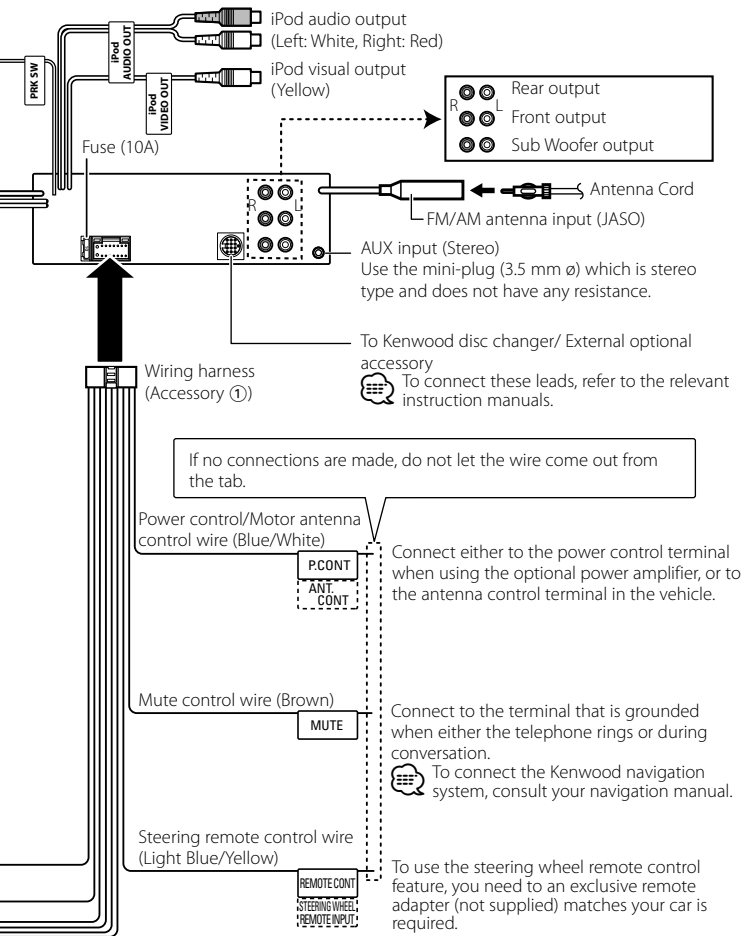 iPod audio output
(Left: White, Right: Red)
iPod
AUDIO OUT
iPod visual output
(Yellow)
iPod
VIDEO OUT
PRK SW
Fuse (10A)
Rear output
R L
Front output
Sub Woofer output
R L
Antenna Cord
FM/AM antenna input (JASO)
AUX input (Stereo)
Use the mini-plug (3.5 mm ø) which is stereo
type and does not have any resistance.
To Kenwood disc changer/ External optional
accessory
To connect these leads, refer to the relevant
instruction manuals.
Wiring harness
(Accessory ①)
If no connections are made, do not let the wire come out from
the tab.
Power control/Motor antenna
control wire (Blue/White)
P.CONT
ANT.
CONT
Connect either to the power control terminal
when using the optional power amplifier, or to
the antenna control terminal in the vehicle.
Mute control wire (Brown)
MUTE
Connect to the terminal that is grounded
when either the telephone rings or during
conversation.
To connect the Kenwood navigation
system, consult your navigation manual.
Steering remote control wire
(Light Blue/Yellow)
REMOTE CONT
STEERING WHEEL
REMOTE INPUT
To use the steering wheel remote control
feature, you need to an exclusive remote
adapter (not supplied) matches your car is
required.